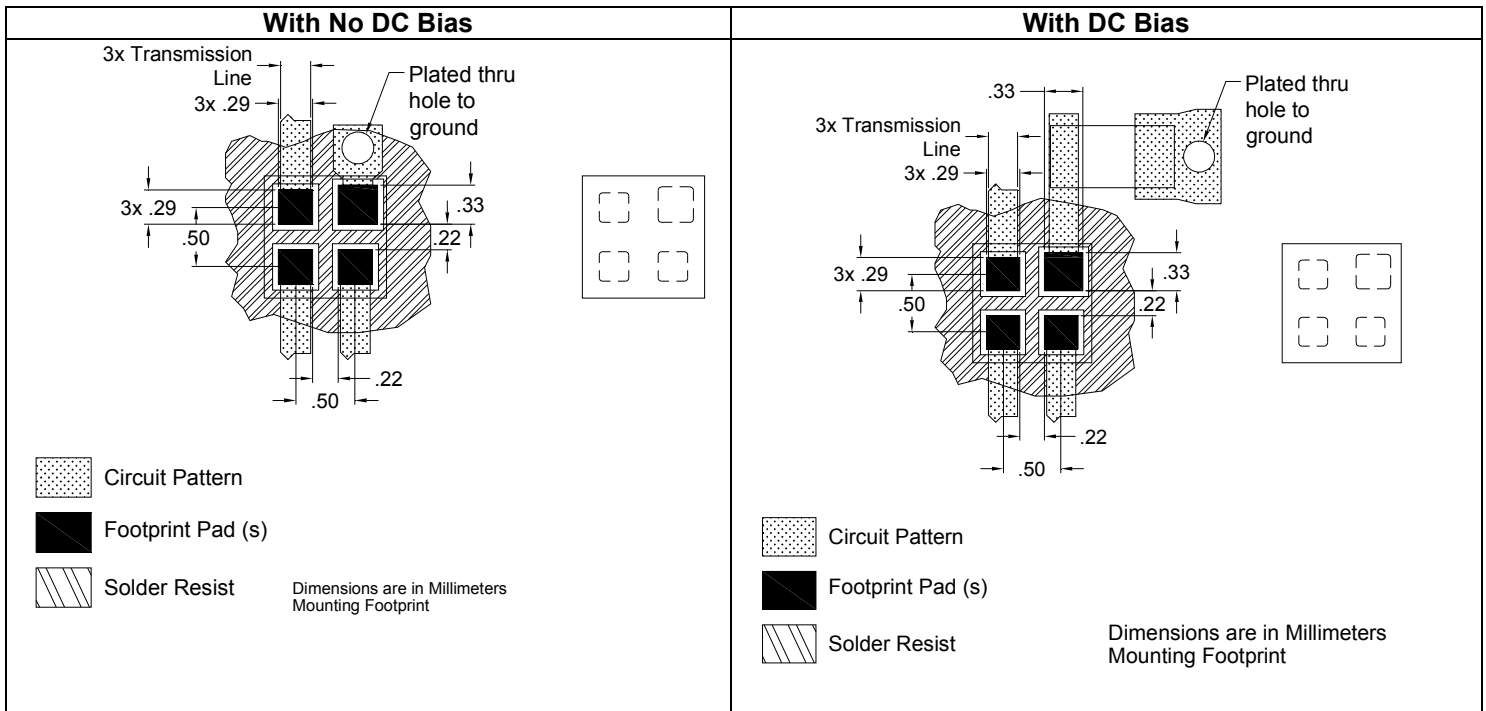 With No DC Bias
3x Transmission
Line
3x .29
Plated thru
hole to
ground
3x .29
.50
.33
.22
.22
.50
Circuit Pattern
Footprint Pad (s)
Solder Resist
Dimensions are in Millimeters
Mounting Footprint
With DC Bias
.33
Plated thru
hole to
ground
3x Transmission
Line
3x .29
3x .29
.50
.33
.22
.22
.50
Circuit Pattern
Footprint Pad (s)
Solder Resist
Dimensions are in Millimeters
Mounting Footprint